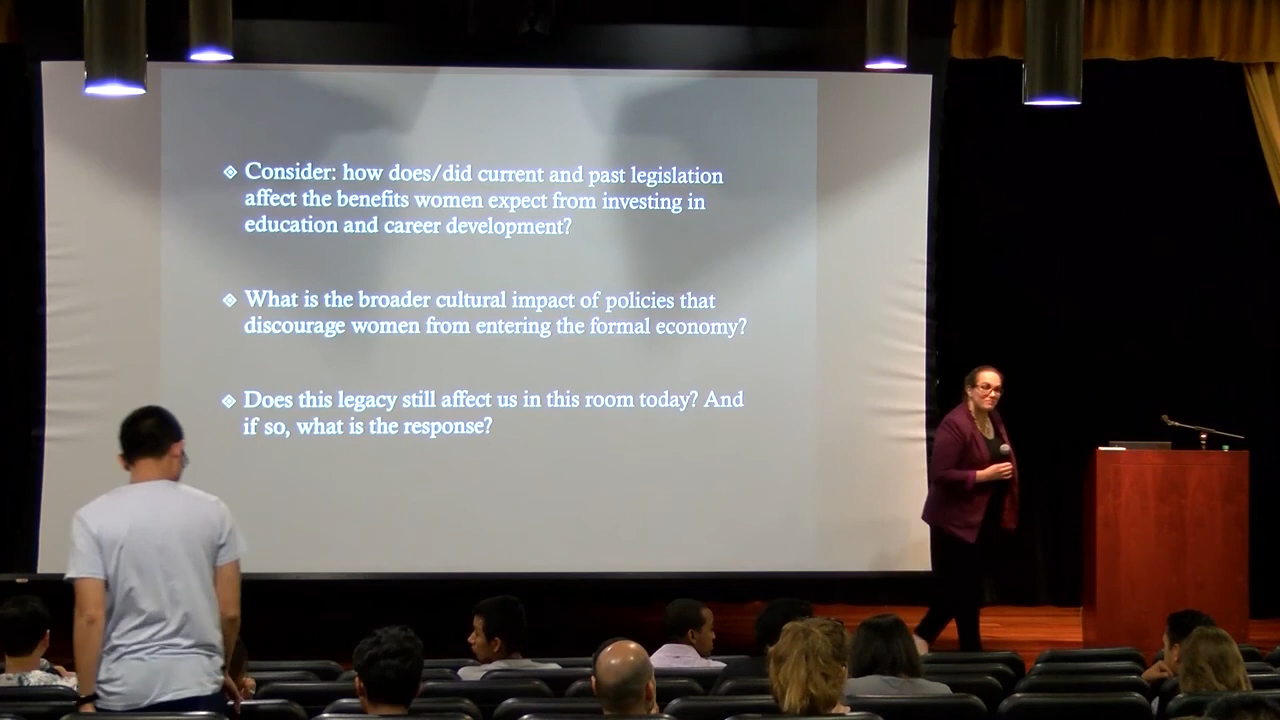 Consider: how does/did current and past legislation
affect the benefits women expect from investing in
education and career development?
What is the broader cultural impact of policies that
discourage women from entering the formal economy?
Does this legacy still affect us in this room today? And
if so, what is the response?